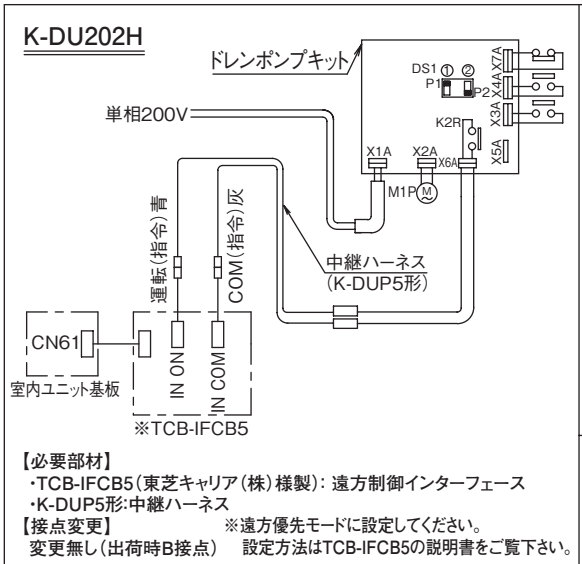 K-DU202H
ドレンポンプキット
DS1 ① ②
P1
P2
X7A
X4A
X3A
K2R
X5A
単相200V
X1A
X2A
X6A
M1P
M
運転(指令)青
COM(指令)灰
中継ハーネス
(K-DUP5形)
CN61
IN ON
IN COM
室内ユニット基板
※TCB-IFCB5
【必要部材】
・TCB-IFCB5(東芝キャリア(株)様製): 遠方制御インターフェース
・K-DUP5形:中継ハーネス
【接点変更】 ※遠方優先モードに設定してください。
変更無し(出荷時B接点) 設定方法はTCB-IFCB5の説明書をご覧下さい。